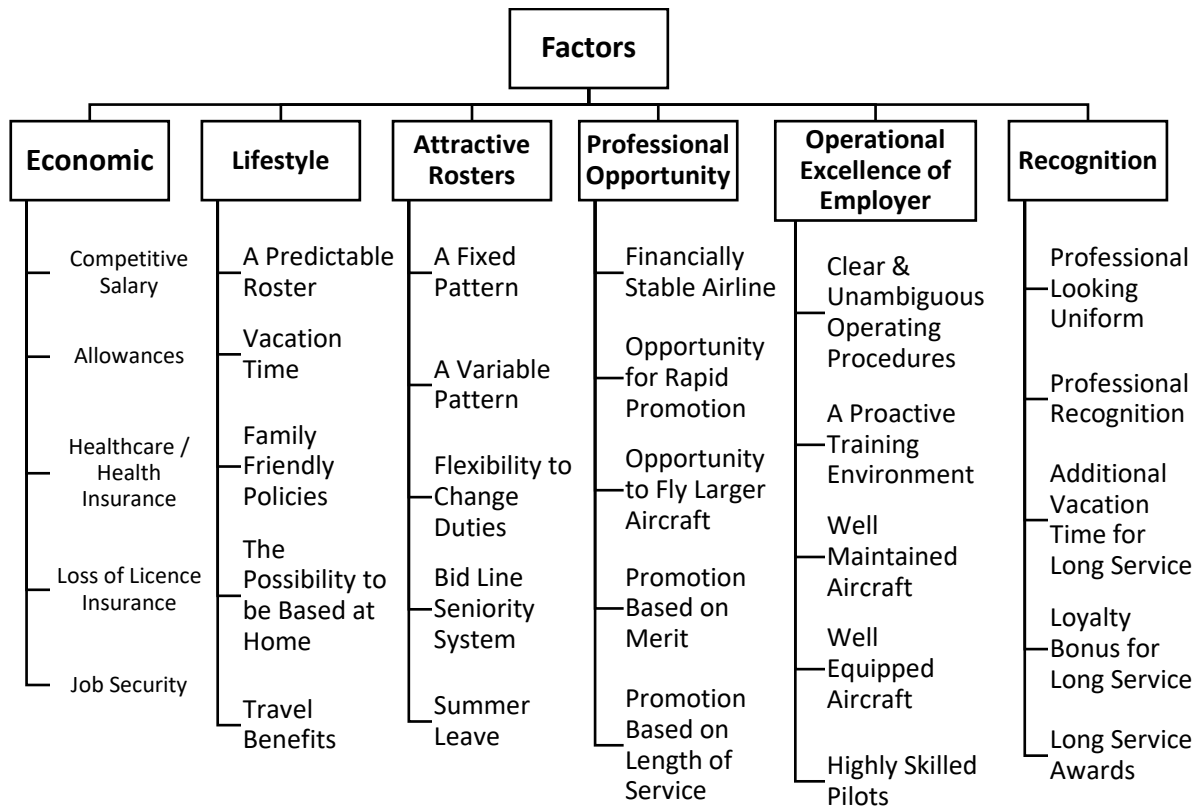 Factors
Economic
Competitive
Salary
Allowances
Healthcare /
Health
Insurance
Loss of Licence
Insurance
Job Security
Lifestyle
A Predictable
Roster
Vacation
Time
Family
Friendly
Policies
The
Possibility to
be Based at
Home
Travel
Benefits
Attractive
Rosters
A Fixed
Pattern
A Variable
Pattern
Flexibility to
Change
Duties
Bid Line
Seniority
System
Summer
Leave
Professional
Opportunity
Financially
Stable Airline
Opportunity
for Rapid
Promotion
Opportunity
to Fly Larger
Aircraft
Promotion
Based on
Merit
Promotion
Based on
Length of
Service
Operational
Excellence of
Employer
Clear &
Unambiguous
Operating
Procedures
A Proactive
Training
Environment
Well
Maintained
Aircraft
Well
Equipped
Aircraft
Highly Skilled
Pilots
Recognition
Professional
Looking
Uniform
Professional
Recognition
Additional
Vacation
Time for
Long Service
Loyalty
Bonus for
Long Service
Long Service
Awards